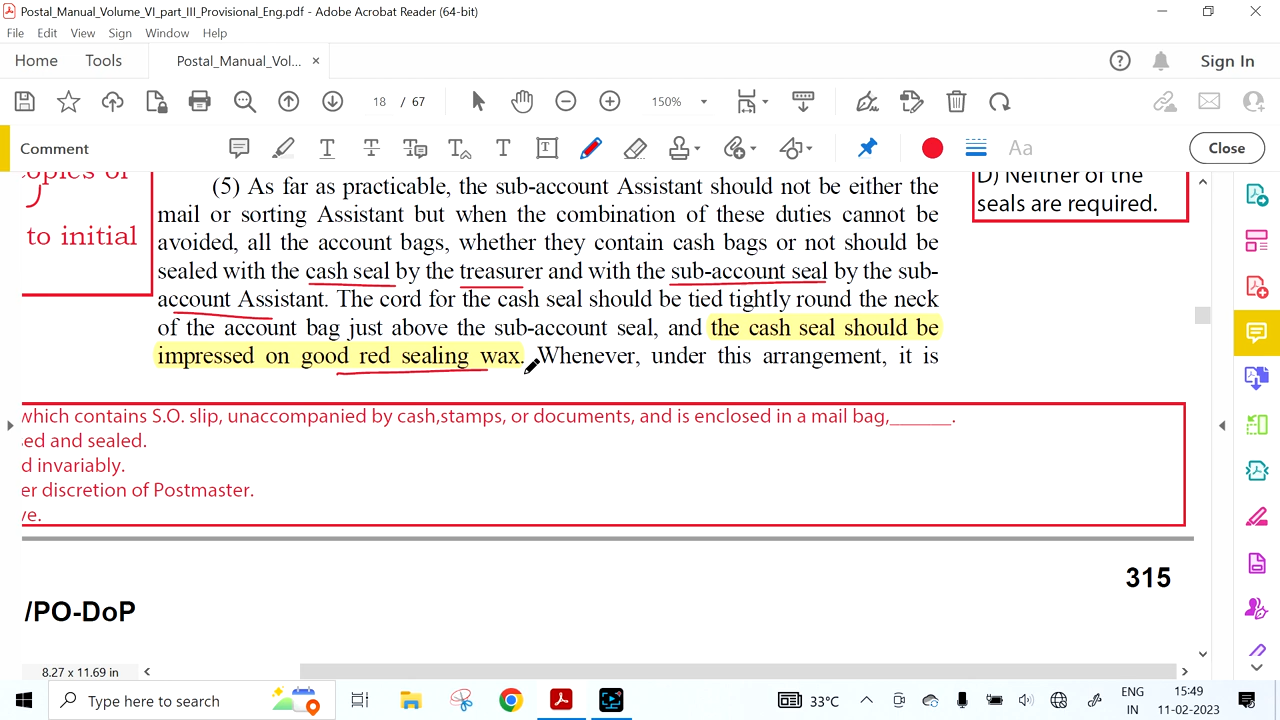 Postal_Manual_Volume_VI_part_III_Provisional_Eng.pdf - Adobe Acrobat Reader (64-bit)
File Edit View Sign Window Help
Home Tools Postal_Manual_Vol... × Sign In
18 / 67 150%
Comment Aa Close
copies of
to initial
D) Neither of the
seals are required.
(5) As far as practicable, the sub-account Assistant should not be either the
mail or sorting Assistant but when the combination of these duties cannot be
avoided, all the account bags, whether they contain cash bags or not should be
sealed with the cash seal by the treasurer and with the sub-account seal by the sub-
account Assistant. The cord for the cash seal should be tied tightly round the neck
of the account bag just above the sub-account seal, and the cash seal should be
impressed on good red sealing wax. Whenever, under this arrangement, it is
which contains S.O. slip, unaccompanied by cash,stamps, or documents, and is enclosed in a mail bag,______.
ed and sealed.
d invariably.
er discretion of Postmaster.
ve.
315
/PO-DoP
8.27 x 11.69 in
Type here to search 33°C ENG 15:49
IN 11-02-2023